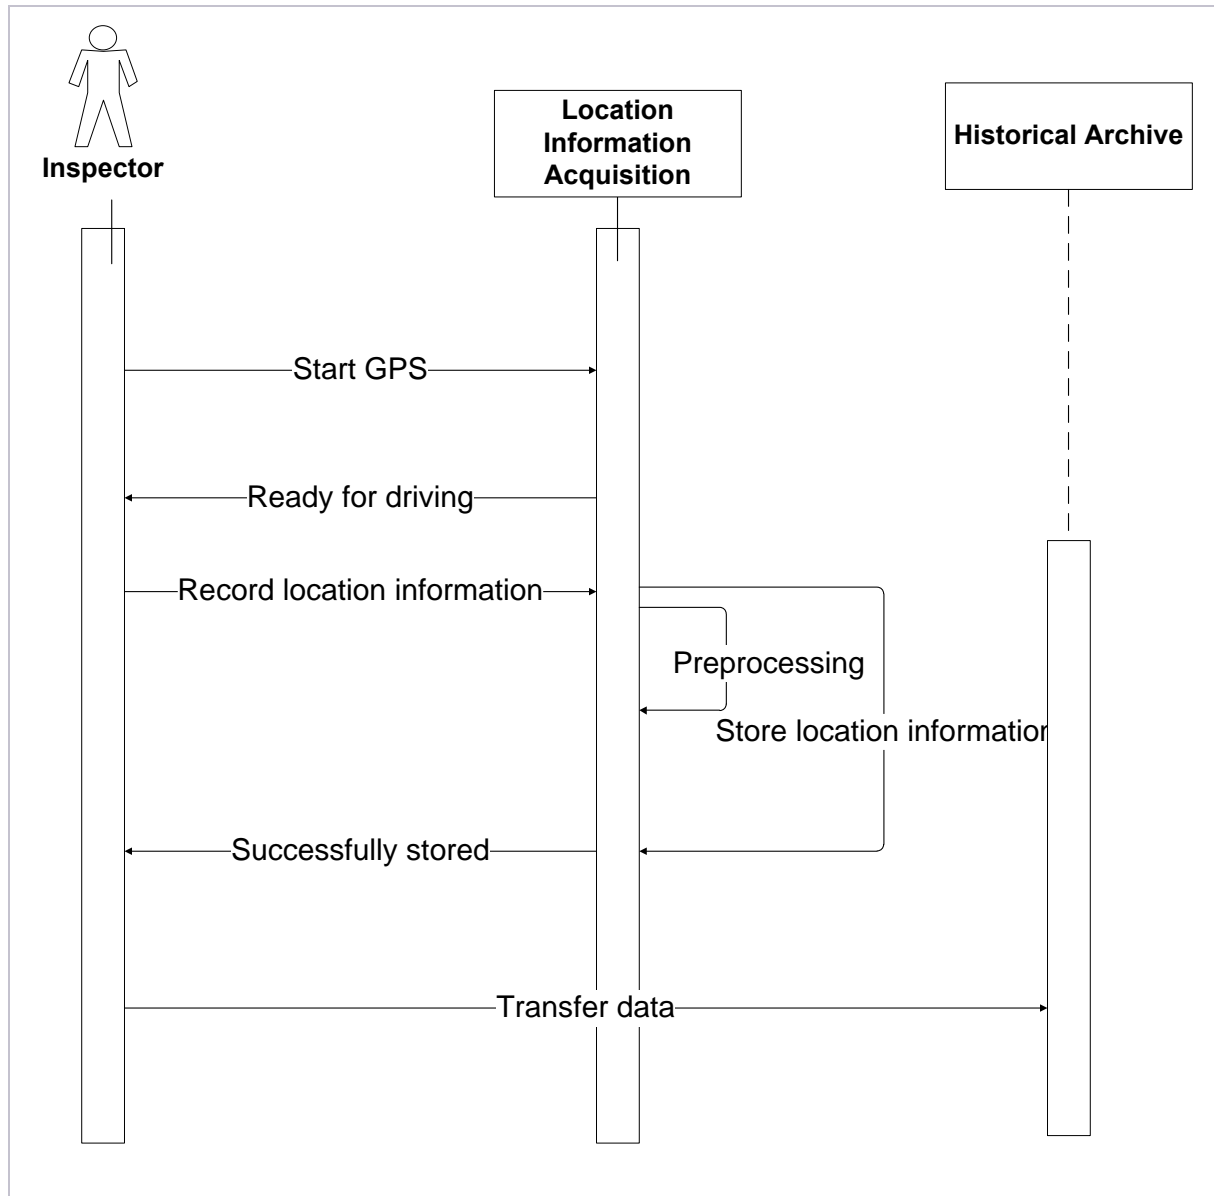 Inspector
Location
Information
Acquisition
Historical Archive
Start GPS
Ready for driving
Record location information
Preprocessing
Store location information
Successfully stored
Transfer data